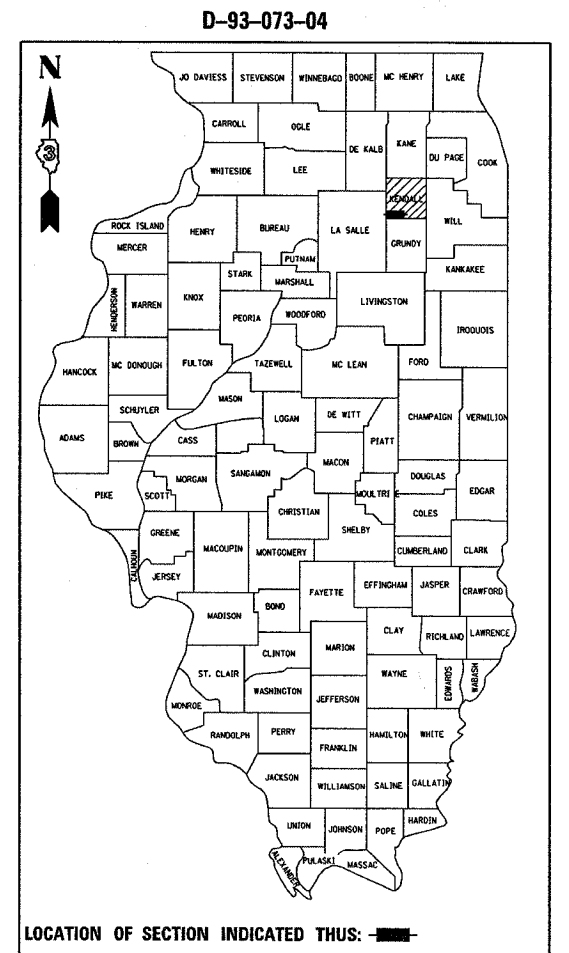 D-93-073-04
N
3
JO DAVIESS STEVENSON WINNEBAGO BOONE MC HENRY LAKE
CARROLL OGLE DE KALB KANE DU PAGE COOK
WHITESIDE LEE
KENDALL
ROCK ISLAND HENRY BUREAU LA SALLE WILL
MERCER PUTNAM GRUNDY
STARK MARSHALL KANKAKEE
HENDERSON WARREN KNOX PEORIA WOODFORD LIVINGSTON IROQUOIS
HANCOCK MC DONOUGH FULTON TAZEWELL MC LEAN FORD
SCHUYLER MASON LOGAN DE WITT CHAMPAIGN VERMILION
ADAMS BROWN CASS MACON PIATT
PIKE SCOTT MORGAN SANGAMON MOULTRIE DOUGLAS EDGAR
CHRISTIAN COLES
CALHOUN GREENE MACOUPIN MONTGOMERY SHELBY CUMBERLAND CLARK
JERSEY FAYETTE EFFINGHAM JASPER CRAWFORD
MADISON BOND
CLINTON MARION CLAY RICHLAND LAWRENCE
ST. CLAIR WASHINGTON WAYNE EDWARDS WABASH
MONROE JEFFERSON
RANDOLPH PERRY HAMILTON WHITE
FRANKLIN
JACKSON WILLIAMSON SALINE GALLATIN
UNION JOHNSON POPE HARDIN
ALEXANDER PULASKI MASSAC
LOCATION OF SECTION INDICATED THUS: